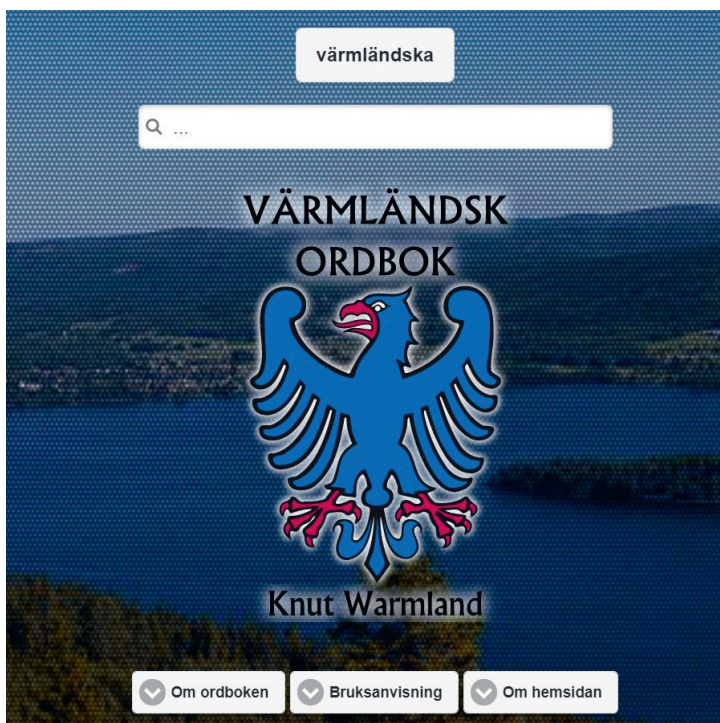 värmländska
...
VÄRMLÄNDSK
ORDBOK
Knut Warmland
Om ordboken
Bruksanvisning
Om hemsidan